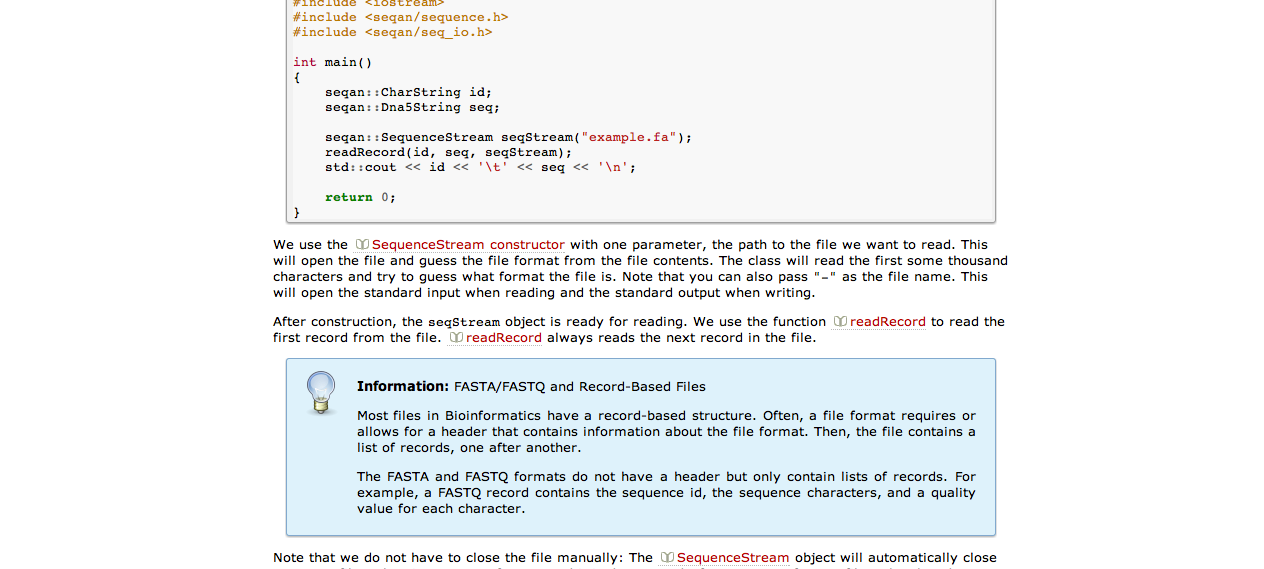 #include <iostream>
#include <seqan/sequence.h>
#include <seqan/seq_io.h>
int main()
{
    seqan::CharString id;
    seqan::Dna5String seq;
    seqan::SequenceStream seqStream("example.fa");
    readRecord(id, seq, seqStream);
    std::cout << id << '\t' << seq << '\n';
    return 0;
}
We use the SequenceStream constructor with one parameter, the path to the file we want to read. This
will open the file and guess the file format from the file contents. The class will read the first some thousand
characters and try to guess what format the file is. Note that you can also pass "-" as the file name. This
will open the standard input when reading and the standard output when writing.
After construction, the seqStream object is ready for reading. We use the function readRecord to read the
first record from the file. readRecord always reads the next record in the file.
Information: FASTA/FASTQ and Record-Based Files
Most files in Bioinformatics have a record-based structure. Often, a file format requires or
allows for a header that contains information about the file format. Then, the file contains a
list of records, one after another.
The FASTA and FASTQ formats do not have a header but only contain lists of records. For
example, a FASTQ record contains the sequence id, the sequence characters, and a quality
value for each character.
Note that we do not have to close the file manually: The SequenceStream object will automatically close